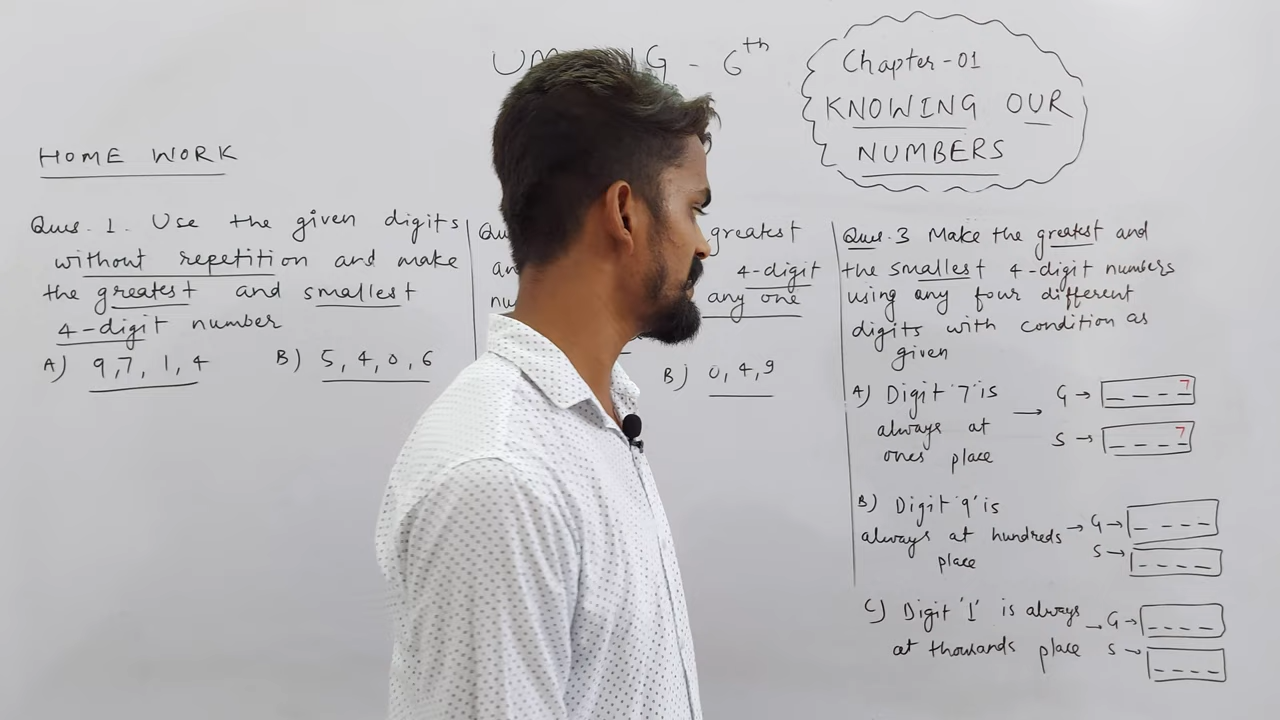 - 6th
Chapter-01
KNOWING OUR
NUMBERS
HOME WORK
Ques. 1. Use the given digits
without repetition and make
the greatest and smallest
4-digit number
A) 9,7, 1, 4 B) 5, 4, 0, 6
greatest
4-digit
any one
B) 0, 4, 9
Ques. 3 Make the greatest and
the smallest 4-digit numbers
using any four different
digits with condition as
given
A) Digit '7' is
always at
ones place
→ G → _ _ _ 7
S → _ _ _ 7
B) Digit '9' is
always at hundreds
place
→ G → _ _ _ _
S → _ _ _ _
C) Digit '1' is always
at thousands place
→ G → _ _ _ _
S → _ _ _ _